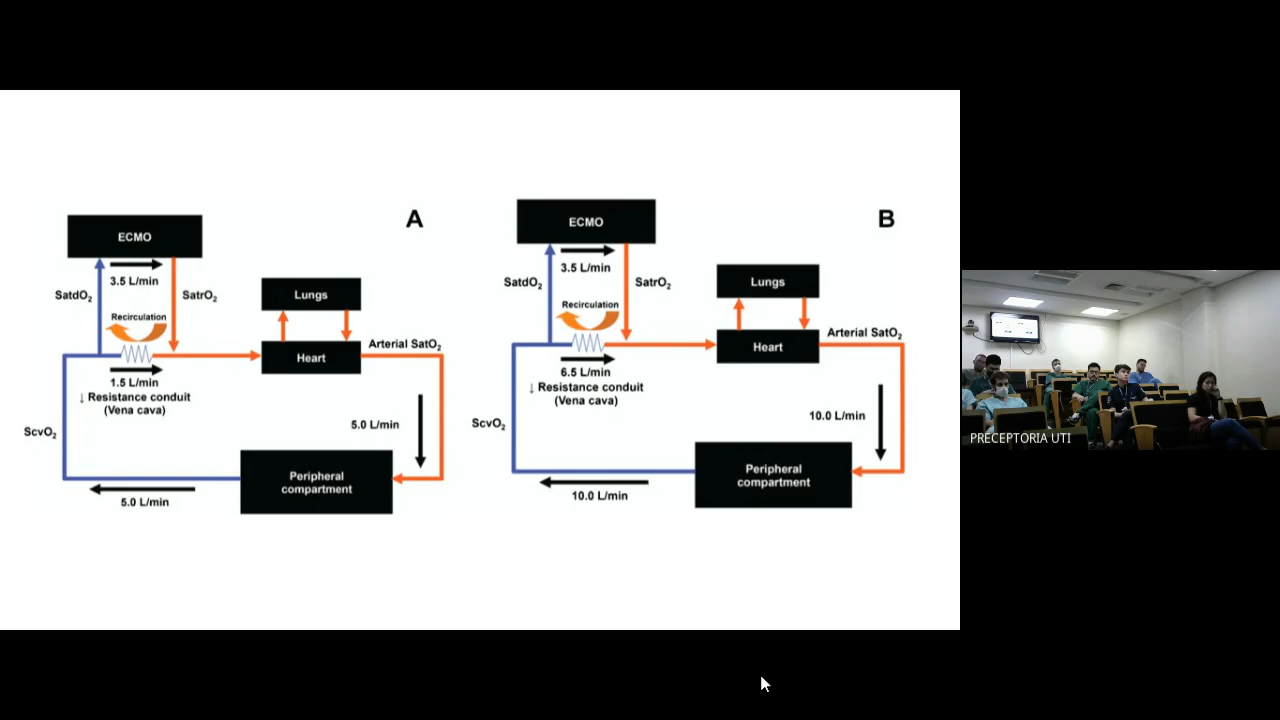 A
ECMO
3.5 L/min
SatdO2
SatrO2
Recirculation
Lungs
Heart
Arterial SatO2
1.5 L/min
↓ Resistance conduit
(Vena cava)
ScvO2
5.0 L/min
Peripheral
compartment
5.0 L/min
B
ECMO
3.5 L/min
SatdO2
SatrO2
Recirculation
Lungs
Heart
Arterial SatO2
6.5 L/min
↓ Resistance conduit
(Vena cava)
ScvO2
10.0 L/min
Peripheral
compartment
10.0 L/min
PRECEPTORIA UTI